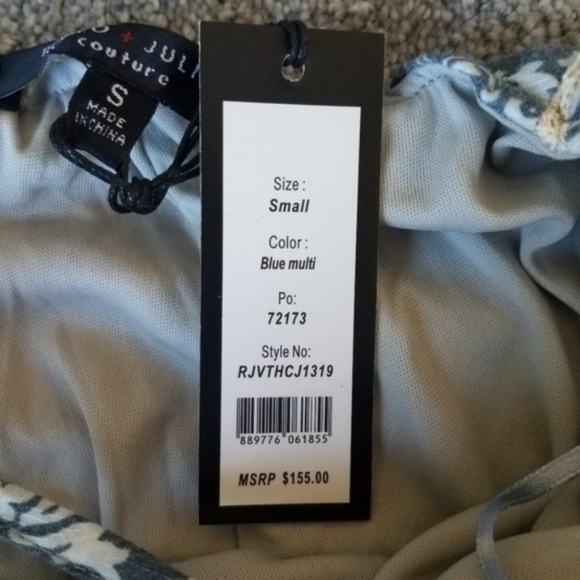 + JULI
couture
S
MADE
IN CHINA
Size :
Small
Color :
Blue multi
Po:
72173
Style No:
RJVTHCJ1319
889776 061855
MSRP $155.00